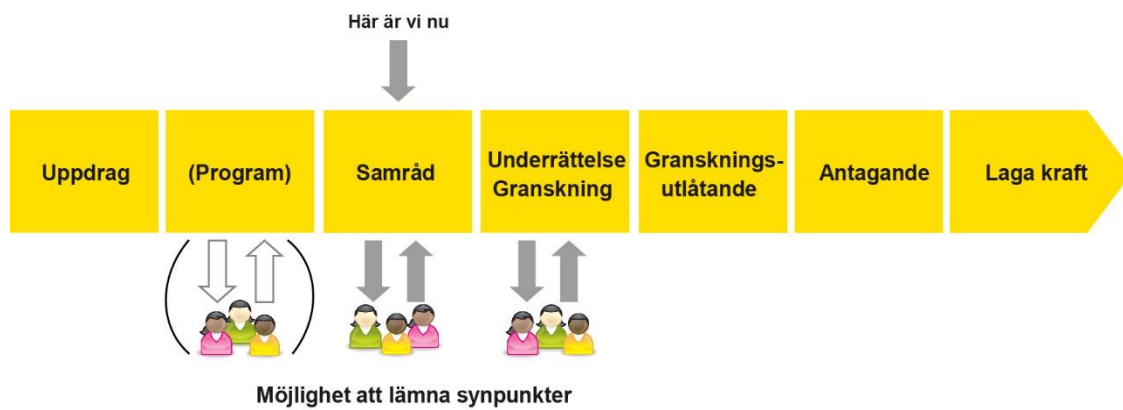 Här är vi nu
Uppdrag
(Program)
Samråd
Underrättelse
Granskning
Gransknings-
utlåtande
Antagande
Laga kraft
Möjlighet att lämna synpunkter